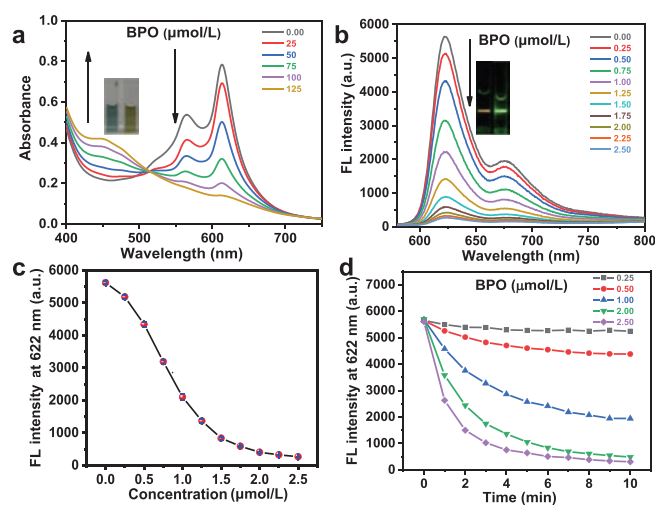 a
BPO (μmol/L)
0.00
25
50
75
100
125
1.0
0.8
0.6
0.4
0.2
0.0
Absorbance
400 500 600 700
Wavelength (nm)
b
BPO (μmol/L)
0.00
0.25
0.50
0.75
1.00
1.25
1.50
1.75
2.00
2.25
2.50
6000
5000
4000
3000
2000
1000
0
FL intensity (a.u.)
600 650 700 750 800
Wavelength (nm)
c
6000
5000
4000
3000
2000
1000
0
FL intensity at 622 nm (a.u.)
0.0 0.5 1.0 1.5 2.0 2.5
Concentration (μmol/L)
d
BPO (μmol/L)
0.25
0.50
1.00
2.00
2.50
7000
6000
5000
4000
3000
2000
1000
0
FL intensity at 622 nm (a.u.)
0 2 4 6 8 10
Time (min)